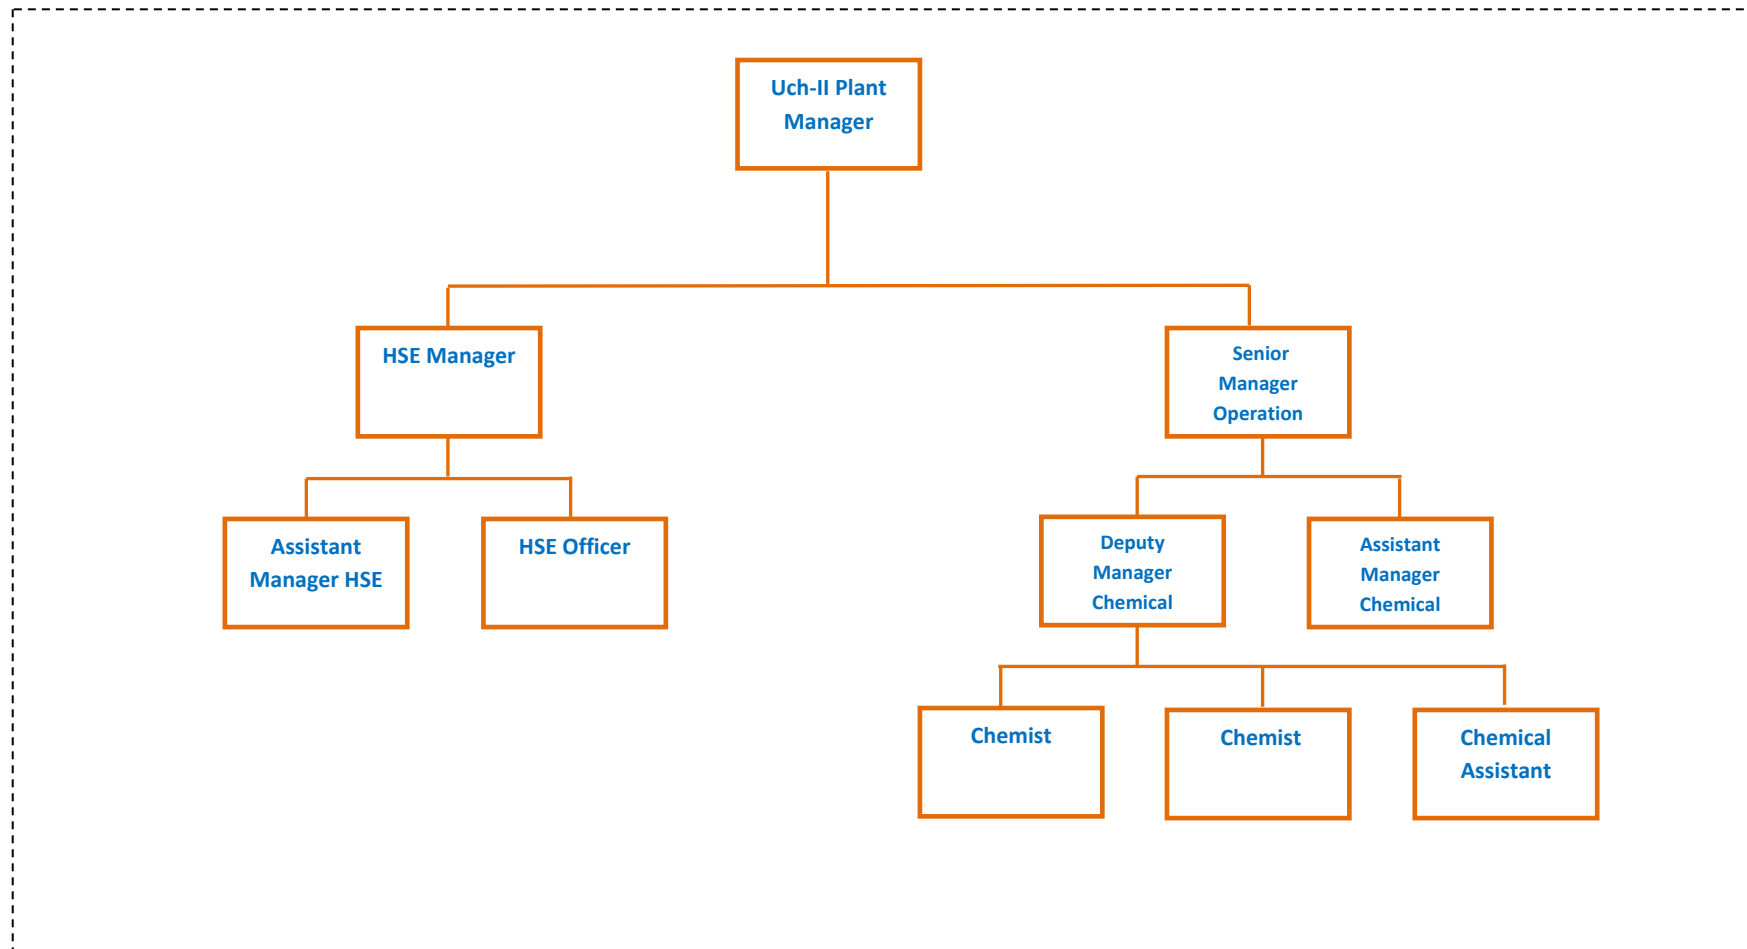 Uch-II Plant
Manager
HSE Manager
Senior
Manager
Operation
Assistant
Manager HSE
HSE Officer
Deputy
Manager
Chemical
Assistant
Manager
Chemical
Chemist
Chemist
Chemical
Assistant